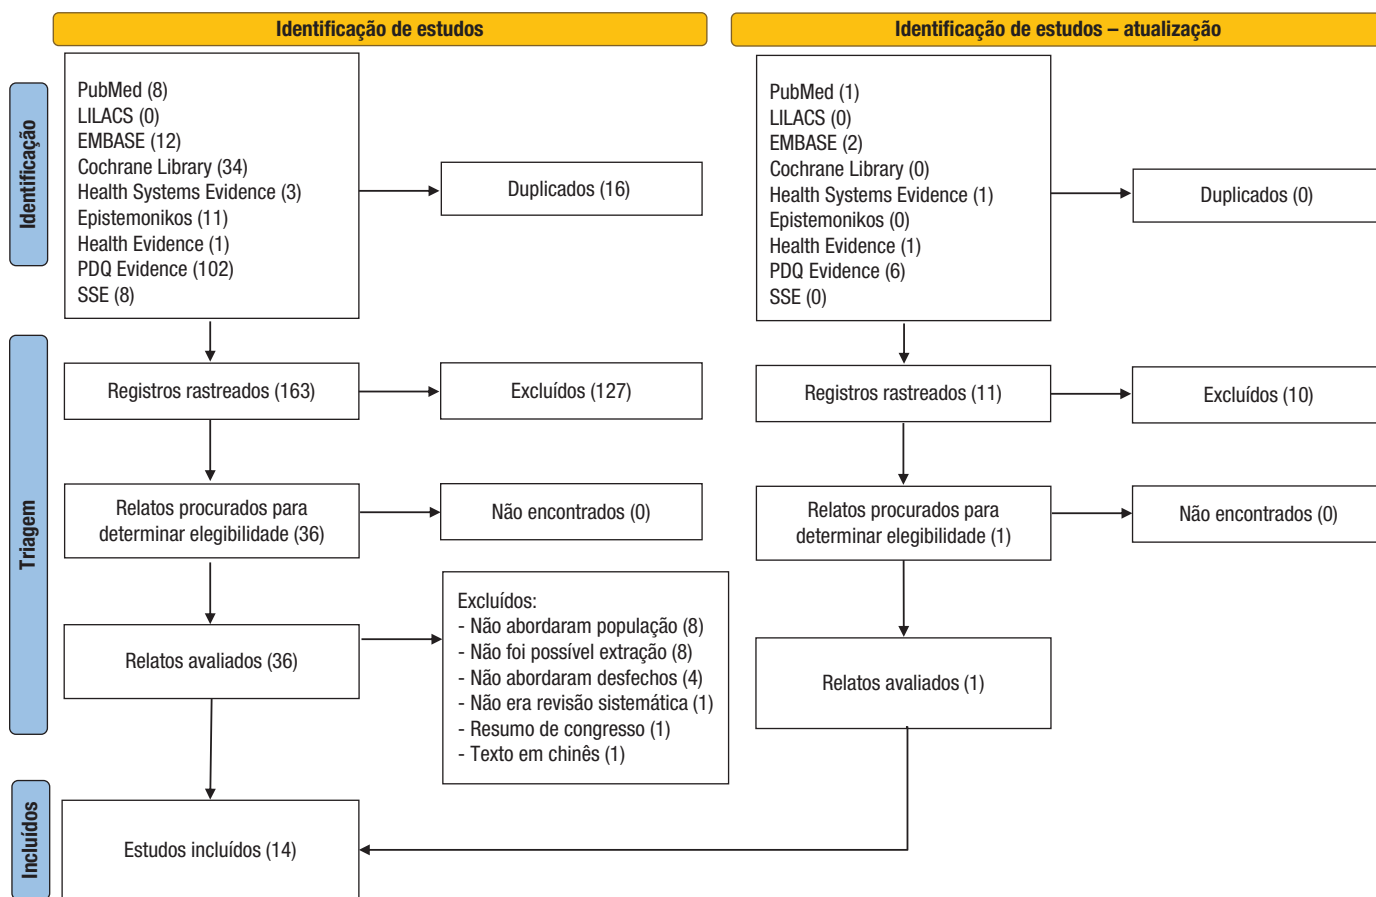 Identificação de estudos
Identificação
PubMed (8)
LILACS (0)
EMBASE (12)
Cochrane Library (34)
Health Systems Evidence (3)
Epistemonikos (11)
Health Evidence (1)
PDQ Evidence (102)
SSE (8)
Duplicados (16)
Triagem
Registros rastreados (163)
Excluídos (127)
Relatos procurados para
determinar elegibilidade (36)
Não encontrados (0)
Relatos avaliados (36)
Excluídos:
- Não abordaram população (8)
- Não foi possível extração (8)
- Não abordaram desfechos (4)
- Não era revisão sistemática (1)
- Resumo de congresso (1)
- Texto em chinês (1)
Incluídos
Estudos incluídos (14)
Identificação de estudos – atualização
PubMed (1)
LILACS (0)
EMBASE (2)
Cochrane Library (0)
Health Systems Evidence (1)
Epistemonikos (0)
Health Evidence (1)
PDQ Evidence (6)
SSE (0)
Duplicados (0)
Registros rastreados (11)
Excluídos (10)
Relatos procurados para
determinar elegibilidade (1)
Não encontrados (0)
Relatos avaliados (1)